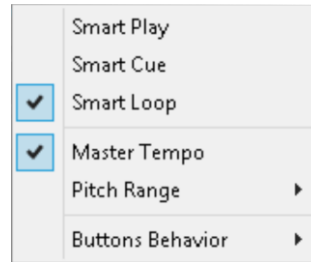 Smart Play
Smart Cue
Smart Loop
Master Tempo
Pitch Range
Buttons Behavior